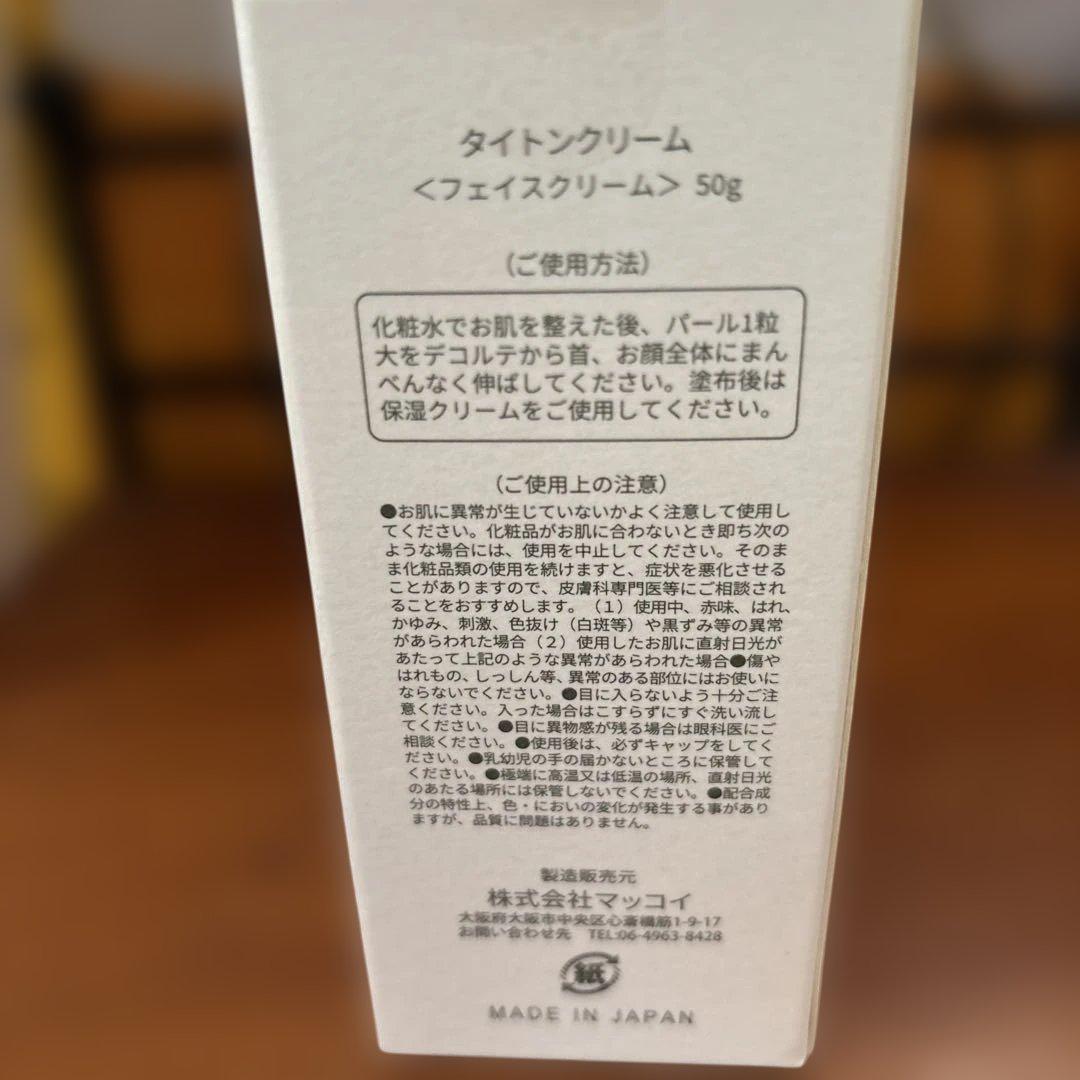 タイトンクリーム
＜フェイスクリーム＞ 50g
（ご使用方法）
化粧水でお肌を整えた後、パール1粒
大をデコルテから首、お顔全体にまん
べんなく伸ばしてください。塗布後は
保湿クリームをご使用してください。
（ご使用上の注意）
●お肌に異常が生じていないかよく注意して使用し
てください。化粧品がお肌に合わないとき即ち次の
ような場合には、使用を中止してください。そのま
ま化粧品類の使用を続けますと、症状を悪化させる
ことがありますので、皮膚科専門医等にご相談され
ることをおすすめします。（１）使用中、赤味、はれ、
かゆみ、刺激、色抜け（白斑等）や黒ずみ等の異常
があらわれた場合（２）使用したお肌に直射日光が
あたって上記のような異常があらわれた場合●傷や
はれもの、しっしん等、異常のある部位にはお使いに
ならないでください。●目に入らないよう十分ご注
意ください。入った場合はこすらずにすぐ洗い流し
てください。●目に異物感が残る場合は眼科医にご
相談ください。●使用後は、必ずキャップをしてく
ださい。●乳幼児の手の届かないところに保管して
ください。●極端に高温又は低温の場所、直射日光
のあたる場所には保管しないでください。●配合成
分の特性上、色・においの変化が発生する事があり
ますが、品質に問題はありません。
製造販売元
株式会社マッコイ
大阪府大阪市中央区心斎橋筋1-9-17
お問い合わせ先　TEL:06-4963-8428
紙
MADE IN JAPAN